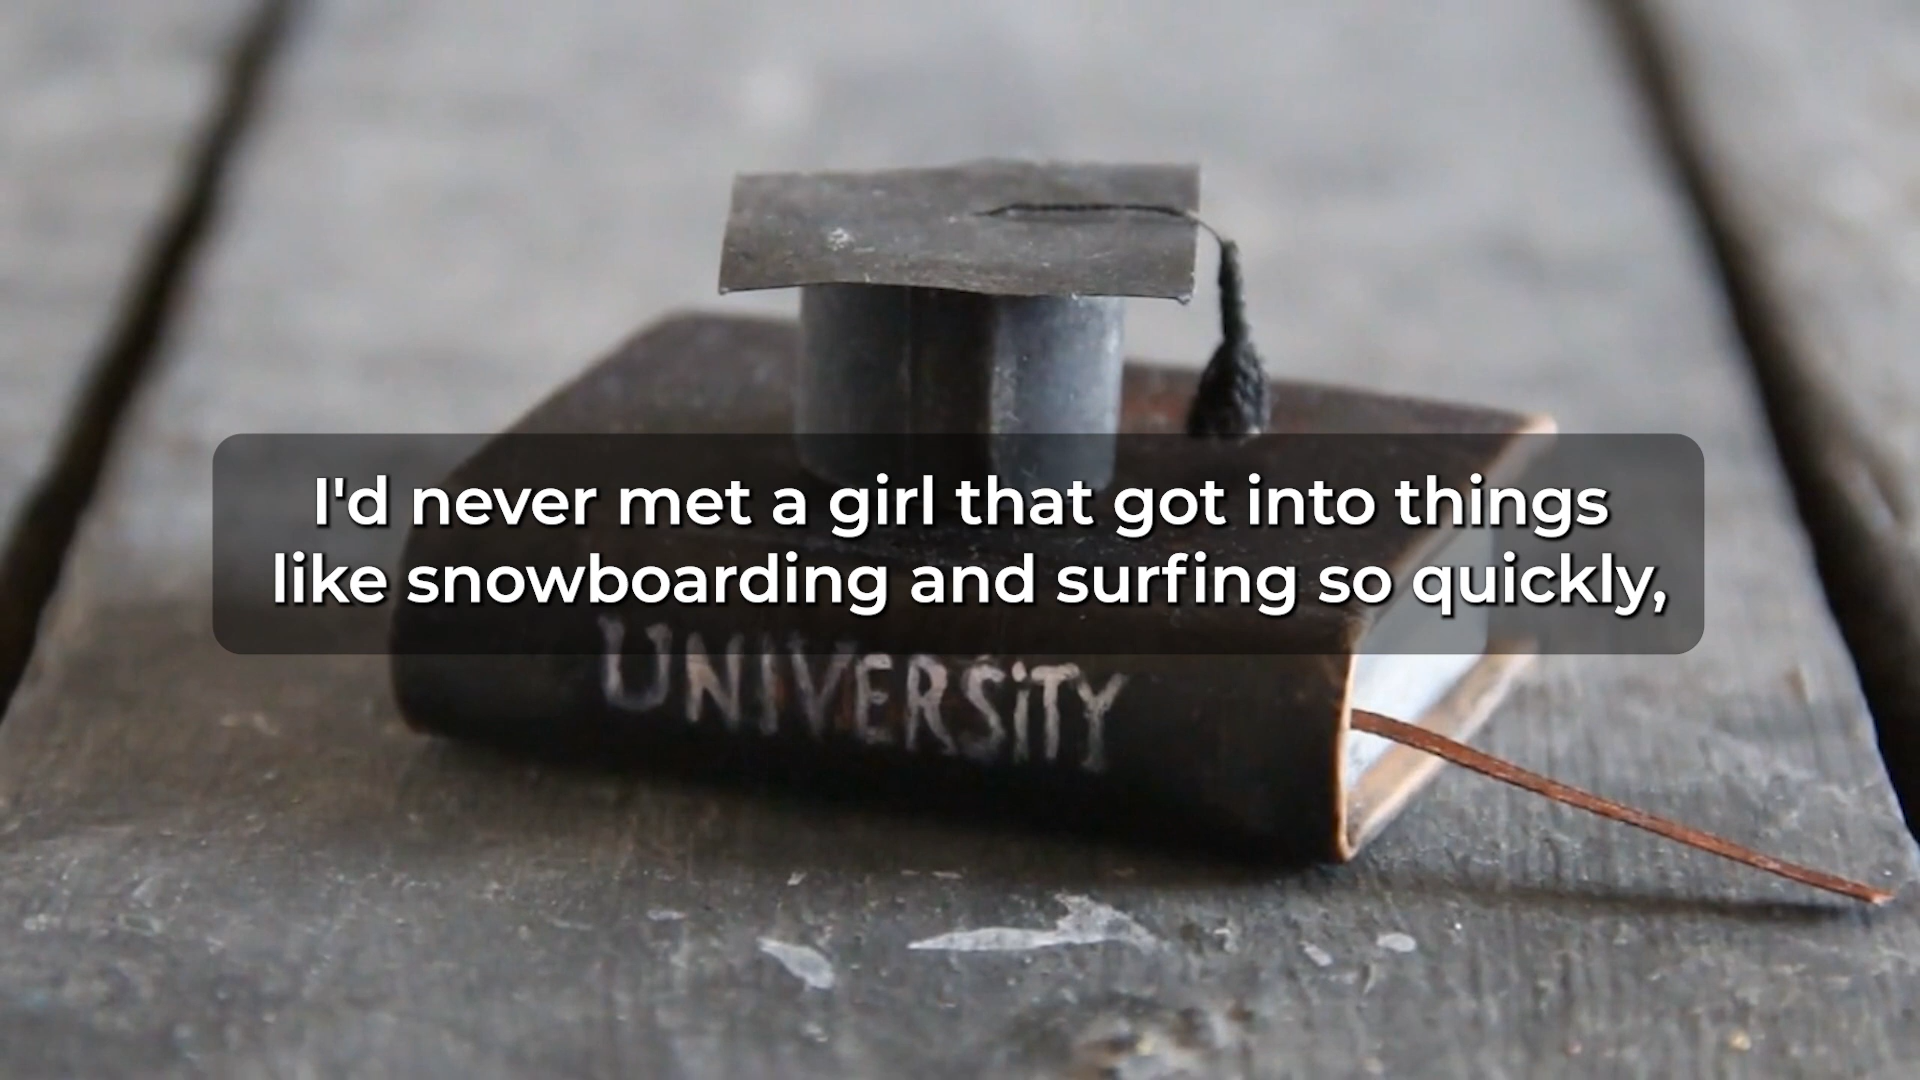 I'd never met a girl that got into things
like snowboarding and surfing so quickly,
UNIVERSiTY